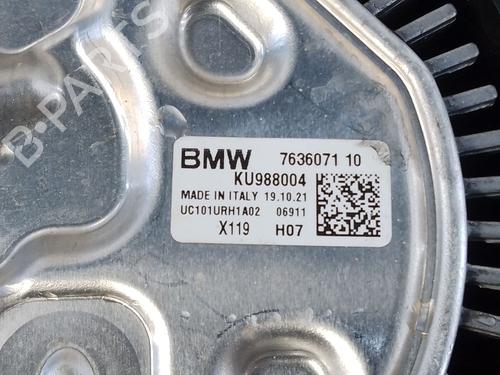 B-PARTS
BMW 7636071 10
KU988004
MADE IN ITALY 19.10.21
UC101URH1A02 06911
X119 H07